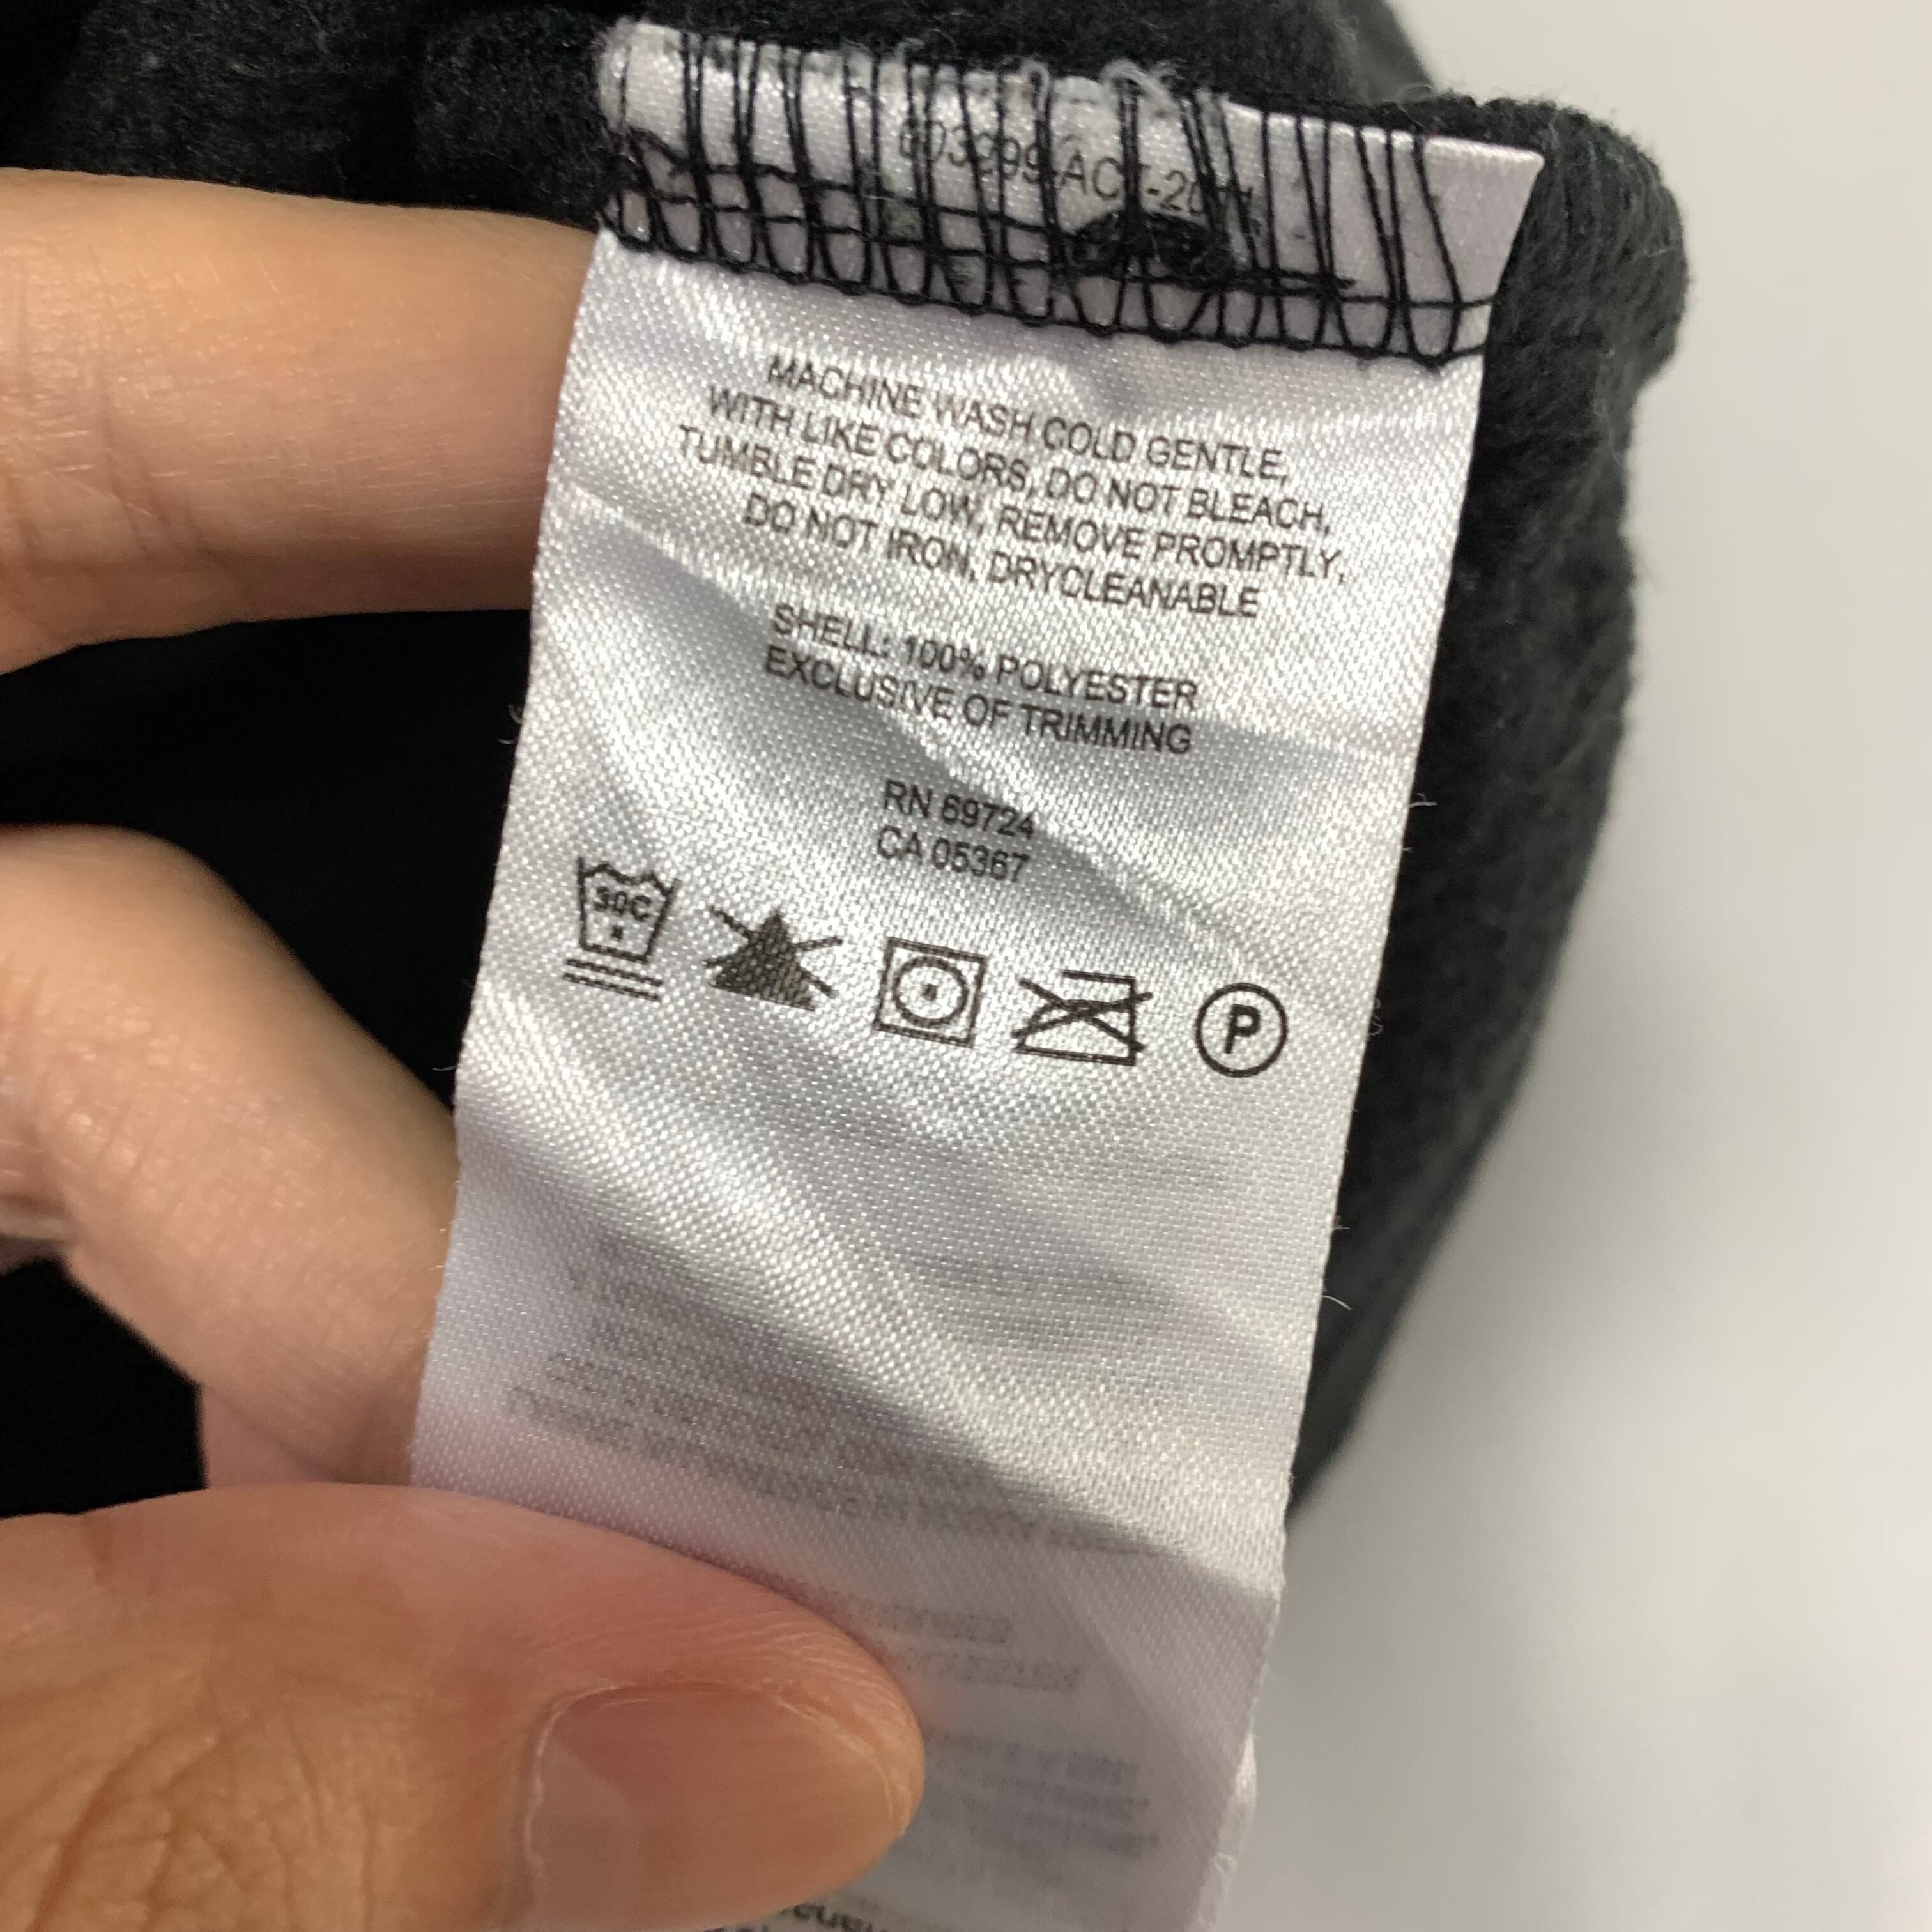 MACHINE WASH COLD GENTLE,
WITH LIKE COLORS, DO NOT BLEACH,
TUMBLE DRY LOW, REMOVE PROMPTLY,
DO NOT IRON, DRYCLEANABLE
SHELL: 100% POLYESTER
EXCLUSIVE OF TRIMMING
RN 69724
CA 05367
30C
P